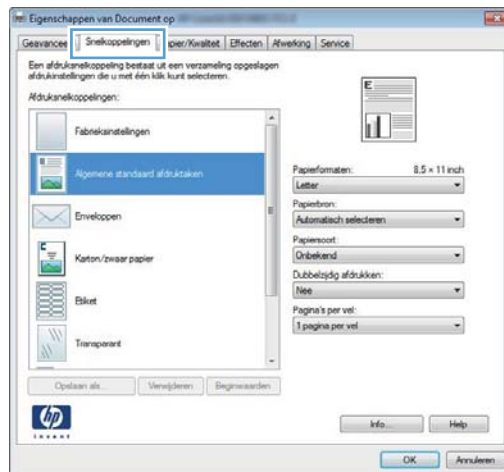 Eigenschappen van Document op
Geavanceerd Snelkoppelingen Papier/Kwaliteit Effecten Afwerking Service
Een afdruksnelkoppeling bestaat uit een verzameling opgeslagen
afdrukinstellingen die u met één klik kunt selecteren.
Afdruksnelkoppelingen:
Fabrieksinstellingen
Algemene standaard afdruktaken
Enveloppen
Karton/zwaar papier
Etiket
Transparant
Opslaan als...
Verwijderen
Beginwaarden
E
Papierformaten: 8,5 × 11 inch
Letter
Papierbron:
Automatisch selecteren
Papiersoort:
Onbekend
Dubbelzijdig afdrukken:
Nee
Pagina's per vel:
1 pagina per vel
hp
invent
Info...
Help
OK
Annuleren